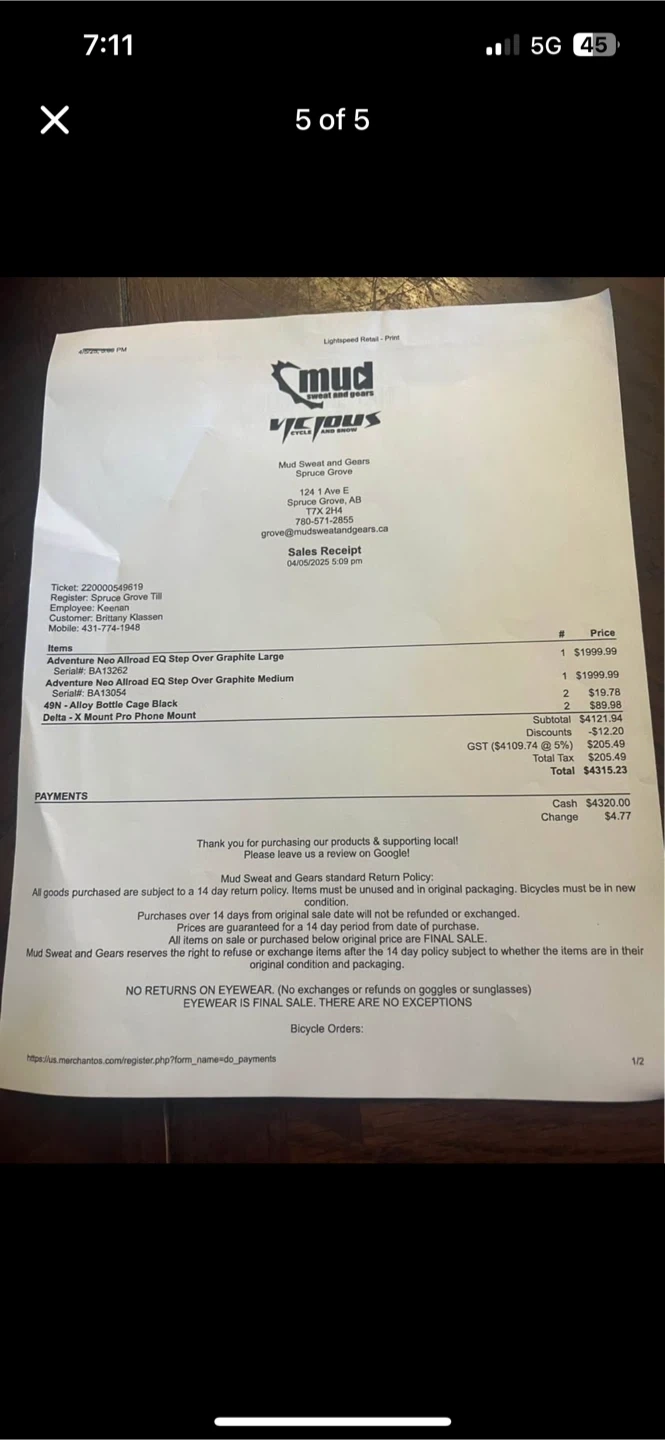 7:11
5G 45
5 of 5
Lightspeed Retail - Print
PM
mud
sweat and gears
VICIOUS
CYCLE AND SNOW
Mud Sweat and Gears
Spruce Grove
124 1 Ave E
Spruce Grove, AB
T7X 2H4
780-571-2855
grove@mudsweatandgears.ca
Sales Receipt
04/05/2025 5:09 pm
Ticket: 220000549619
Register: Spruce Grove Till
Employee: Keenan
Customer: Brittany Klassen
Mobile: 431-774-1948
Items # Price
Adventure Neo Allroad EQ Step Over Graphite Large 1 $1999.99
Serial#: BA13262
Adventure Neo Allroad EQ Step Over Graphite Medium 1 $1999.99
Serial#: BA13054
49N - Alloy Bottle Cage Black 2 $19.78
Delta - X Mount Pro Phone Mount 2 $89.98
Subtotal $4121.94
Discounts -$12.20
GST ($4109.74 @ 5%) $205.49
Total Tax $205.49
Total $4315.23
PAYMENTS
Cash $4320.00
Change $4.77
Thank you for purchasing our products & supporting local!
Please leave us a review on Google!
Mud Sweat and Gears standard Return Policy:
All goods purchased are subject to a 14 day return policy. Items must be unused and in original packaging. Bicycles must be in new
condition.
Purchases over 14 days from original sale date will not be refunded or exchanged.
Prices are guaranteed for a 14 day period from date of purchase.
All items on sale or purchased below original price are FINAL SALE.
Mud Sweat and Gears reserves the right to refuse or exchange items after the 14 day policy subject to whether the items are in their
original condition and packaging.
NO RETURNS ON EYEWEAR. (No exchanges or refunds on goggles or sunglasses)
EYEWEAR IS FINAL SALE. THERE ARE NO EXCEPTIONS
Bicycle Orders:
https://us.merchantos.com/register.php?form_name=do_payments
1/2